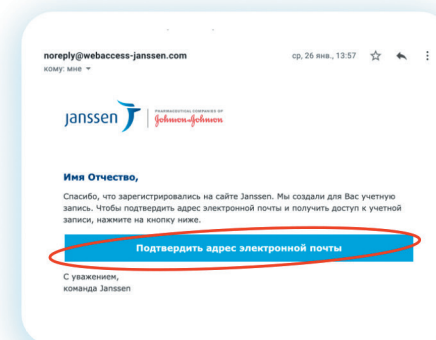 noreply@webaccess-janssen.com
ср, 26 янв., 13:57
кому: мне
janssen
PHARMACEUTICAL COMPANIES OF
Johnson & Johnson
Имя Отчество,
Спасибо, что зарегистрировались на сайте Janssen. Мы создали для Вас учетную
запись. Чтобы подтвердить адрес электронной почты и получить доступ к учетной
записи, нажмите на кнопку ниже.
Подтвердить адрес электронной почты
С уважением,
команда Janssen